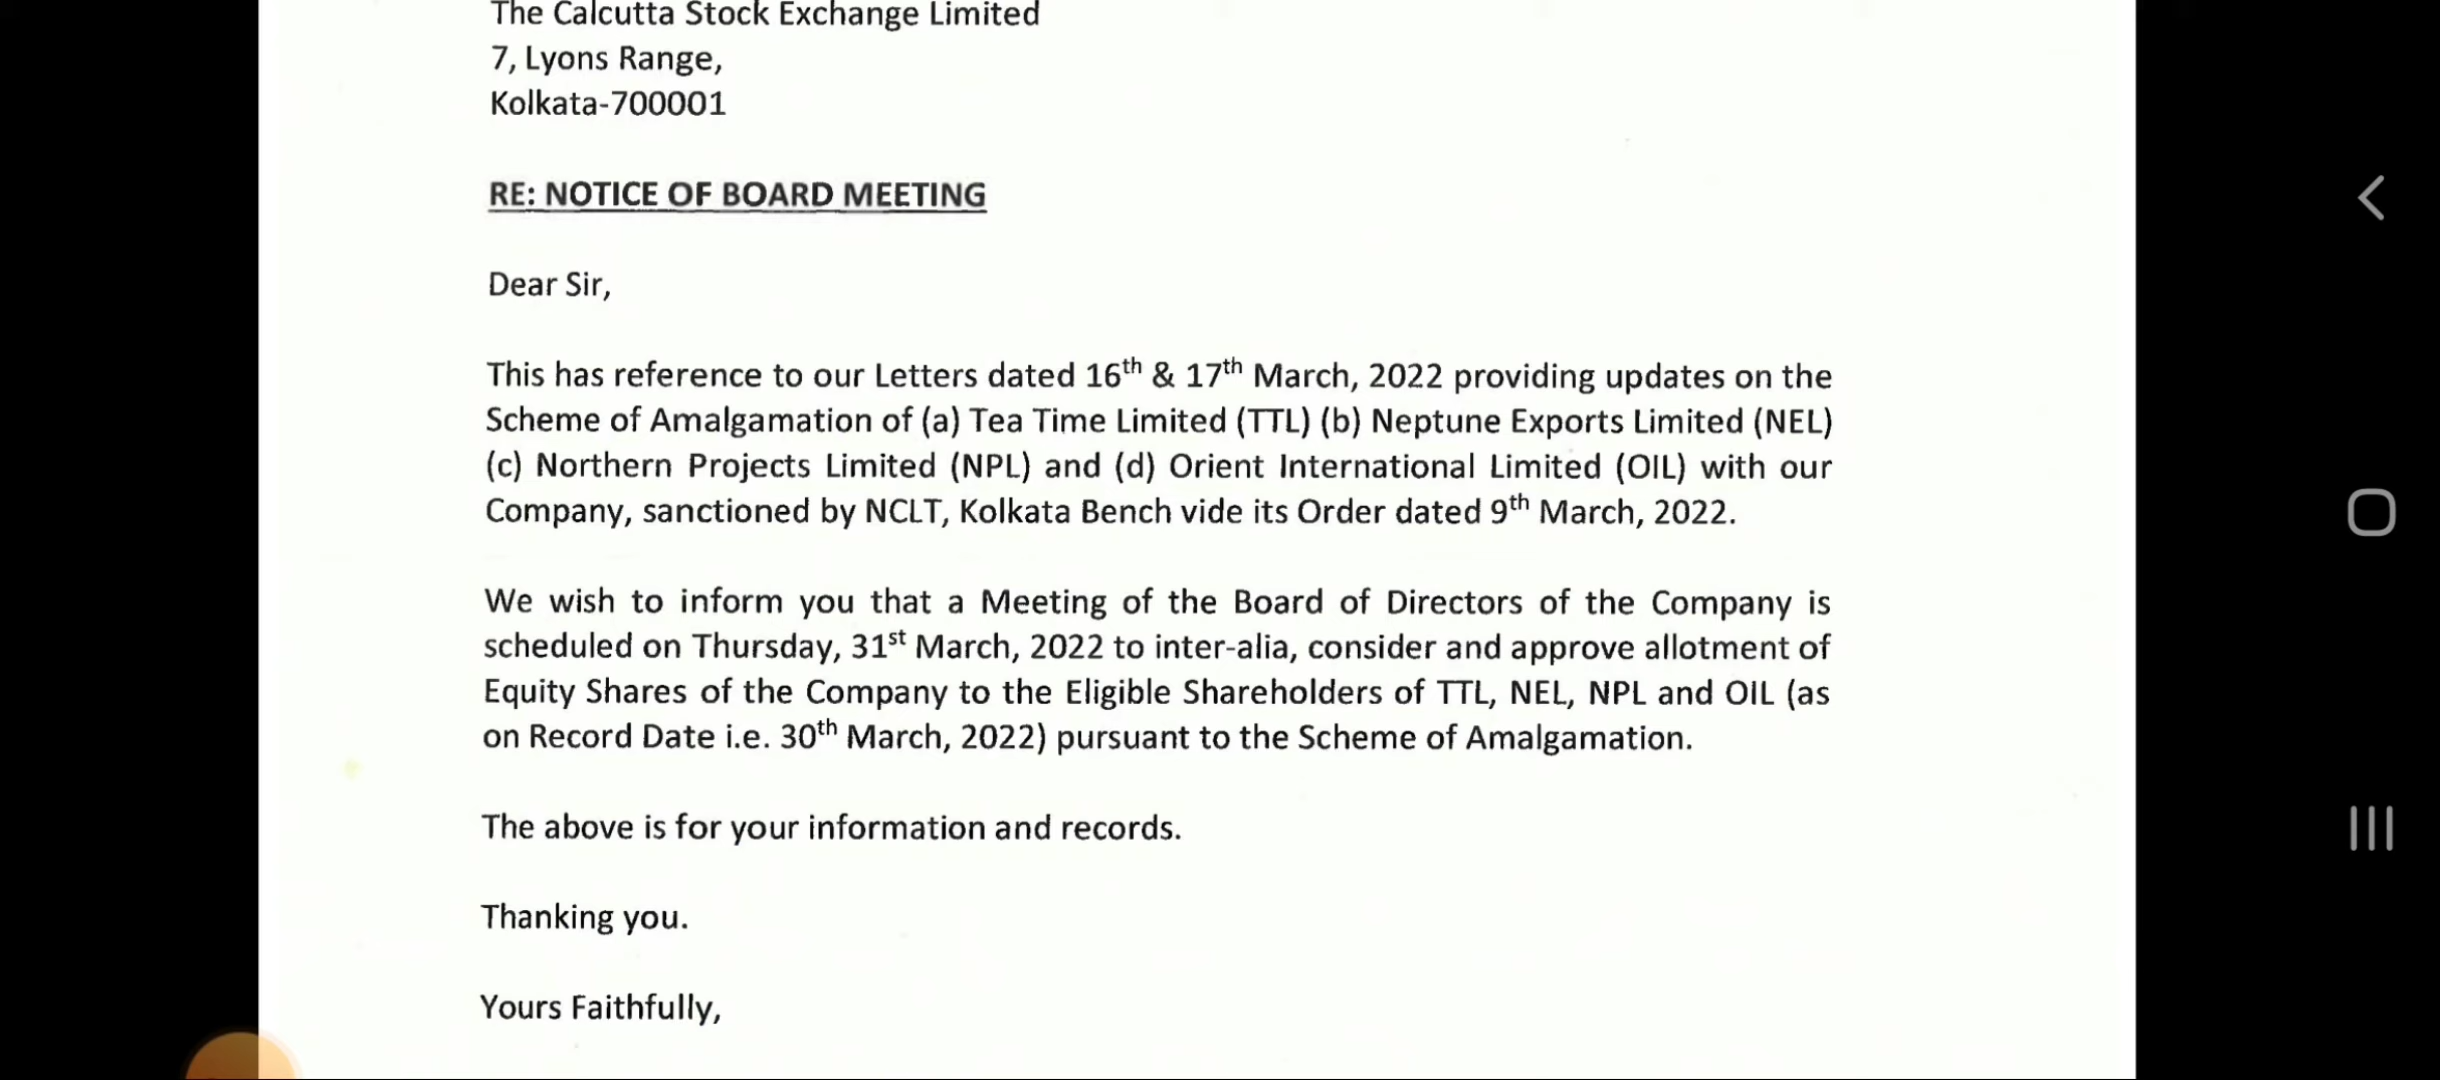 The Calcutta Stock Exchange Limited
7, Lyons Range,
Kolkata-700001
RE: NOTICE OF BOARD MEETING
Dear Sir,
This has reference to our Letters dated 16th & 17th March, 2022 providing updates on the
Scheme of Amalgamation of (a) Tea Time Limited (TTL) (b) Neptune Exports Limited (NEL)
(c) Northern Projects Limited (NPL) and (d) Orient International Limited (OIL) with our
Company, sanctioned by NCLT, Kolkata Bench vide its Order dated 9th March, 2022.
We wish to inform you that a Meeting of the Board of Directors of the Company is
scheduled on Thursday, 31st March, 2022 to inter-alia, consider and approve allotment of
Equity Shares of the Company to the Eligible Shareholders of TTL, NEL, NPL and OIL (as
on Record Date i.e. 30th March, 2022) pursuant to the Scheme of Amalgamation.
The above is for your information and records.
Thanking you.
Yours Faithfully,